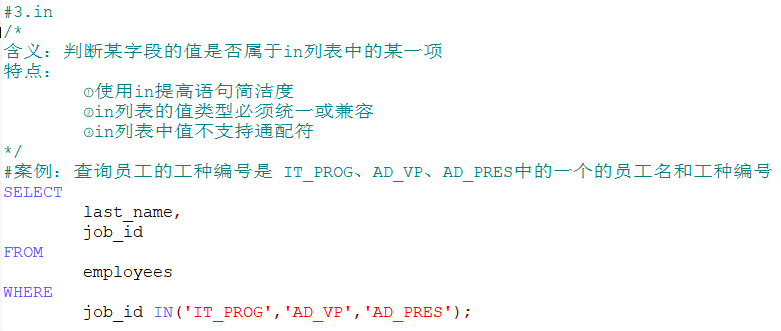 #3.in
/*
含义：判断某字段的值是否属于in列表中的某一项
特点：
①使用in提高语句简洁度
②in列表的值类型必须统一或兼容
③in列表中值不支持通配符
*/
#案例：查询员工的工种编号是 IT_PROG、AD_VP、AD_PRES中的一个的员工名和工种编号
SELECT
last_name,
job_id
FROM
employees
WHERE
job_id IN('IT_PROG','AD_VP','AD_PRES');